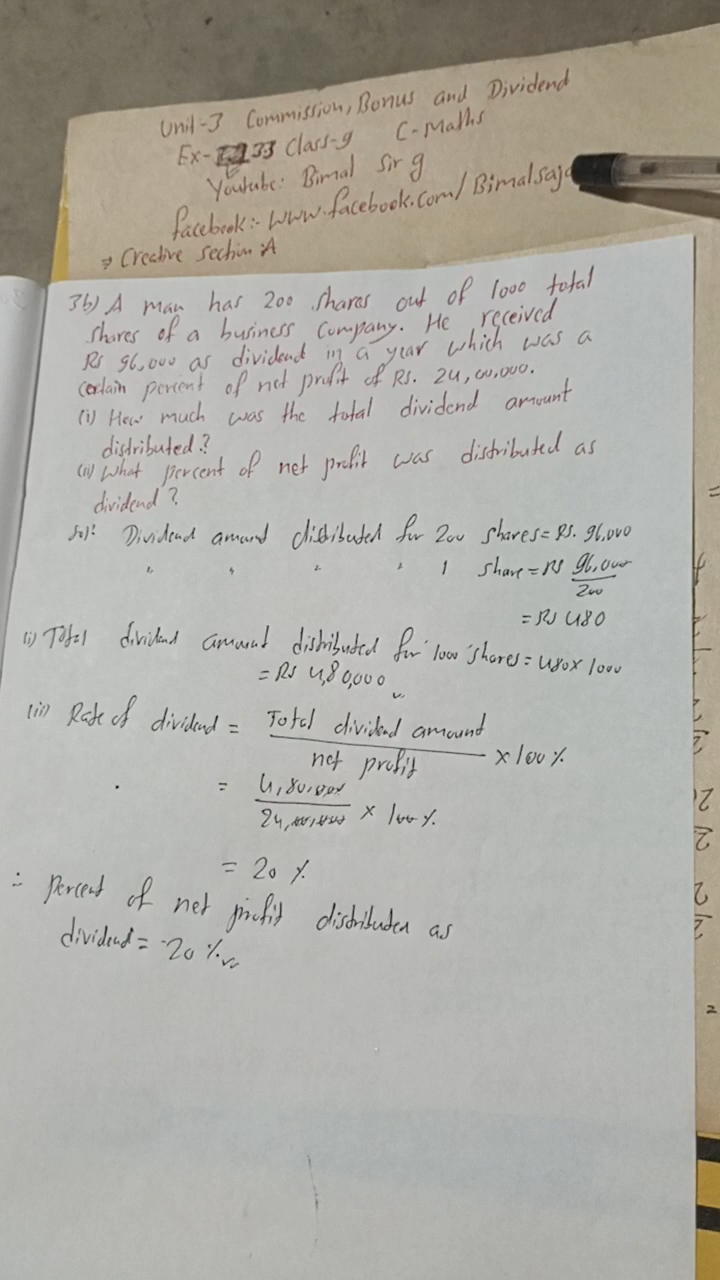 Unit-3 Commission, Bonus and Dividend
Ex- 33 Class-9 C-Maths
Youtube: Bimal Sir g
facebook:- www.facebook.com/Bimalsaj
⇒ Creative section:A
3b) A man has 200 shares out of 1000 total
shares of a business company. He received
Rs 96,000 as dividend in a year which was a
certain percent of net profit of Rs. 24,00,000.
(i) How much was the total dividend amount
distributed?
(ii) What percent of net profit was distributed as
dividend?
Sol: Dividend amount distributed for 200 shares = Rs. 96,000
" " " " 1 share = Rs 96,000
200
= Rs 480
(i) Total dividend amount distributed for 1000 shares = 480 x 1000
= Rs 4,80,000
(ii) Rate of dividend = Total dividend amount
net profit x 100%
= 4,80,000
24,00,000 x 100%
= 20 %
∴ Percent of net profit distributed as
dividend = 20 %